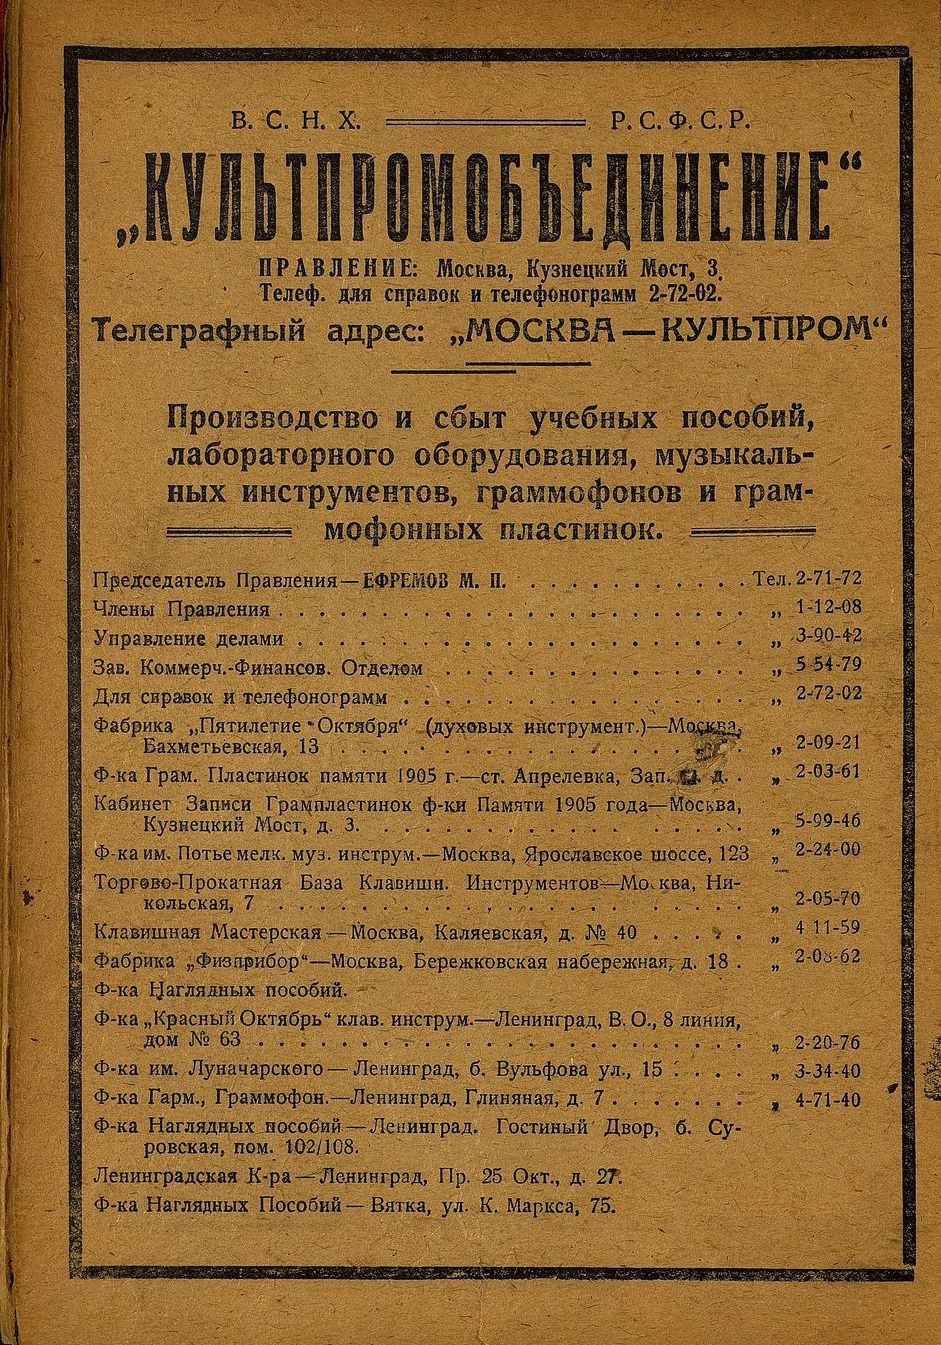 В. С. Н. Х. Р. С. Ф. С. Р.
„КУЛЬТПРОМОБЪЕДИНЕНИЕ“
ПРАВЛЕНИЕ: Москва, Кузнецкий Мост, 3.
Телеф. для справок и телефонограмм 2-72-02.
Телеграфный адрес: „МОСКВА — КУЛЬТПРОМ“
Производство и сбыт учебных пособий,
лабораторного оборудования, музыкаль-
ных инструментов, граммофонов и грам-
мофонных пластинок.
Председатель Правления — ЕФРЕМОВ М. П. . . . . . . . . . . . Тел. 2-71-72
Члены Правления . . . . . . . . . . . . . . . . . . „ 1-12-08
Управление делами . . . . . . . . . . . . . . . . . „ 3-90-42
Зав. Коммерч.-Финансов. Отделом . . . . . . . . . . . . „ 5 54-79
Для справок и телефонограмм . . . . . . . . . . . . . „ 2-72-02
Фабрика „Пятилетие Октября“ (духовых инструмент.)—Москва,
Бахметьевская, 13 . . . . . . . . . . . . . . . . „ 2-09-21
Ф-ка Грам. Пластинок памяти 1905 г.—ст. Апрелевка, Зап. д. . „ 2-03-61
Кабинет Записи Грампластинок ф-ки Памяти 1905 года—Москва,
Кузнецкий Мост, д. 3. . . . . . . . . . . . . . . „ 5-99-46
Ф-ка им. Потье мелк. муз. инструм.—Москва, Ярославское шоссе, 123 „ 2-24-00
Торгово-Прокатная База Клавишн. Инструментов—Москва, Ни-
кольская, 7 . . . . . . . . . . . . . . . . . . „ 2-05-70
Клавишная Мастерская — Москва, Каляевская, д. № 40 . . . . . „ 4 11-59
Фабрика „Физприбор“—Москва, Бережковская набережная, д. 18 . „ 2-08-62
Ф-ка Наглядных пособий.
Ф-ка „Красный Октябрь“ клав. инструм.—Ленинград, В. О., 8 линия,
дом № 63 . . . . . . . . . . . . . . . . . . . . „ 2-20-76
Ф-ка им. Луначарского — Ленинград, б. Вульфова ул., 15 . . . . „ 3-34-40
Ф-ка Гарм., Граммофон.—Ленинград, Глиняная, д. 7 . . . . . . . „ 4-71-40
Ф-ка Наглядных пособий — Ленинград. Гостиный Двор, б. Су-
ровская, пом. 102/108.
Ленинградская К-ра — Ленинград, Пр. 25 Окт., д. 27.
Ф-ка Наглядных Пособий — Вятка, ул. К. Маркса, 75.